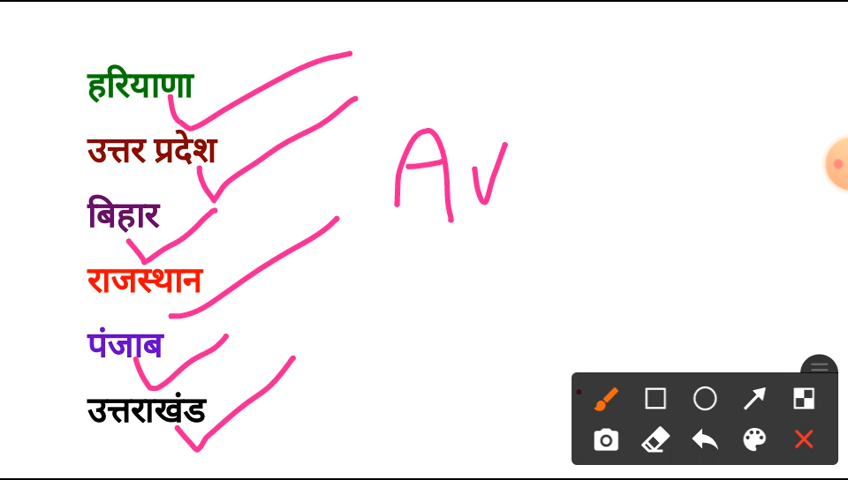 हरियाणा
उत्तर प्रदेश
Av
बिहार
राजस्थान
पंजाब
उत्तराखंड